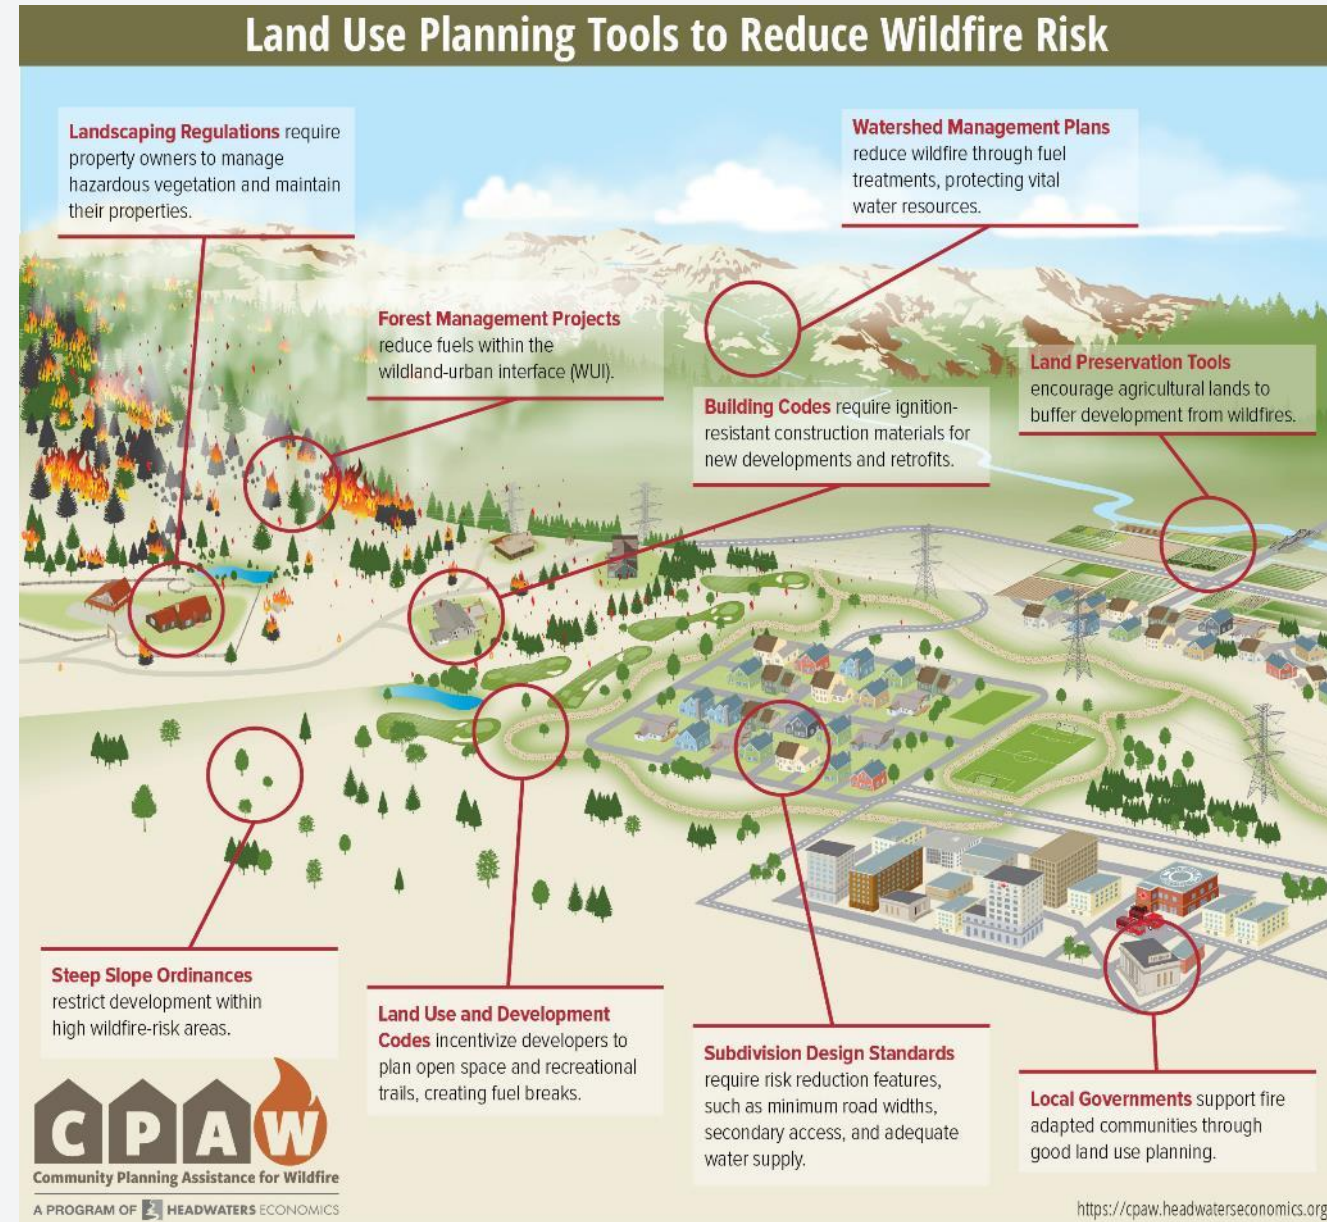 Land Use Planning Tools to Reduce Wildfire Risk
Landscaping Regulations require
property owners to manage
hazardous vegetation and maintain
their properties.
Watershed Management Plans
reduce wildfire through fuel
treatments, protecting vital
water resources.
Forest Management Projects
reduce fuels within the
wildland-urban interface (WUI).
Land Preservation Tools
encourage agricultural lands to
buffer development from wildfires.
Building Codes require ignition-
resistant construction materials for
new developments and retrofits.
Steep Slope Ordinances
restrict development within
high wildfire-risk areas.
Land Use and Development
Codes incentivize developers to
plan open space and recreational
trails, creating fuel breaks.
Subdivision Design Standards
require risk reduction features,
such as minimum road widths,
secondary access, and adequate
water supply.
Local Governments support fire
adapted communities through
good land use planning.
CPAW
Community Planning Assistance for Wildfire
A PROGRAM OF HEADWATERS ECONOMICS
https://cpaw.headwaterseconomics.org